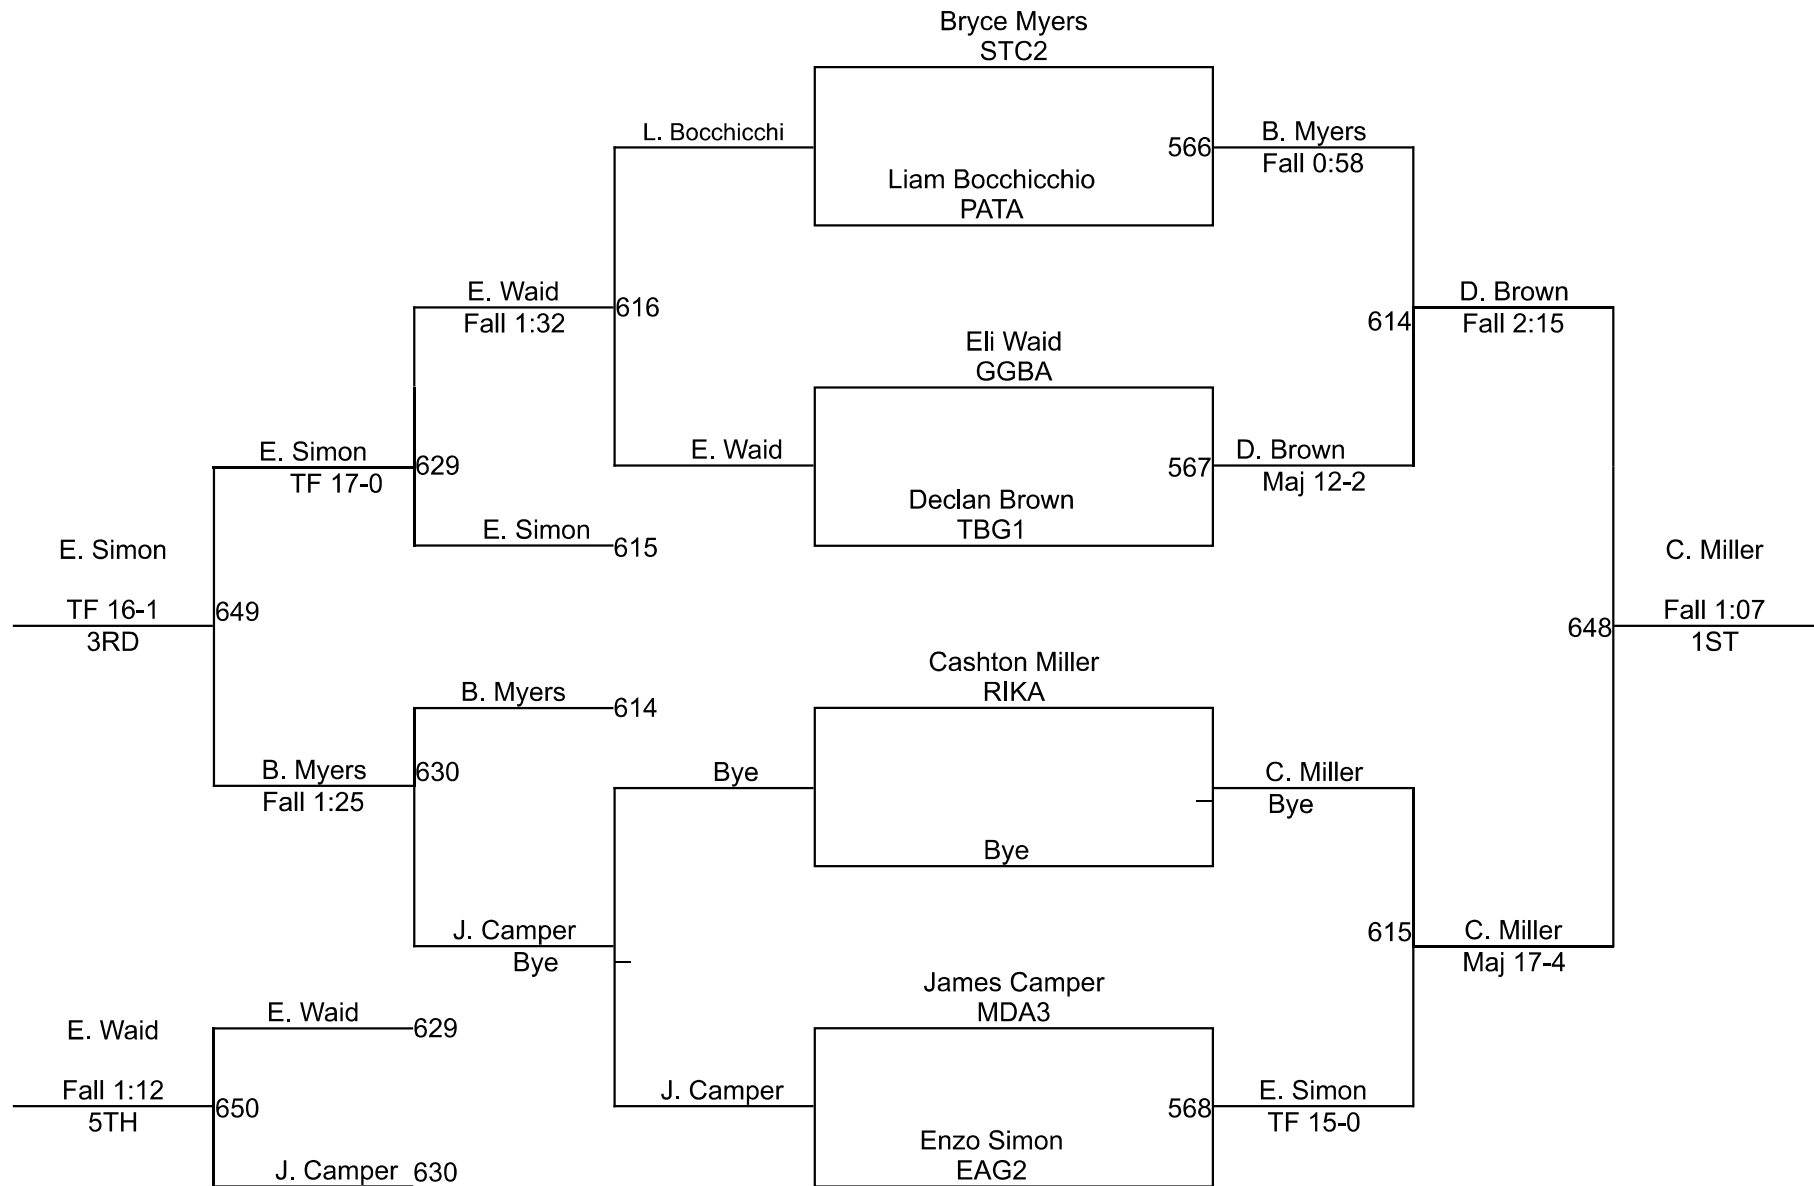 Bryce Myers
STC2
L. Bocchicchi
566
B. Myers
Fall 0:58
Liam Bocchicchio
PATA
E. Waid
Fall 1:32
616
614
D. Brown
Fall 2:15
Eli Waid
GGBA
E. Simon
TF 17-0
629
E. Waid
567
D. Brown
Maj 12-2
Declan Brown
TBG1
E. Simon
615
E. Simon
TF 16-1
3RD
649
C. Miller
Fall 1:07
1ST
648
Cashton Miller
RIKA
B. Myers
614
B. Myers
Fall 1:25
630
Bye
C. Miller
Bye
Bye
J. Camper
Bye
615
C. Miller
Maj 17-4
James Camper
MDA3
E. Waid
629
E. Waid
Fall 1:12
5TH
650
J. Camper
568
E. Simon
TF 15-0
Enzo Simon
EAG2
J. Camper
630